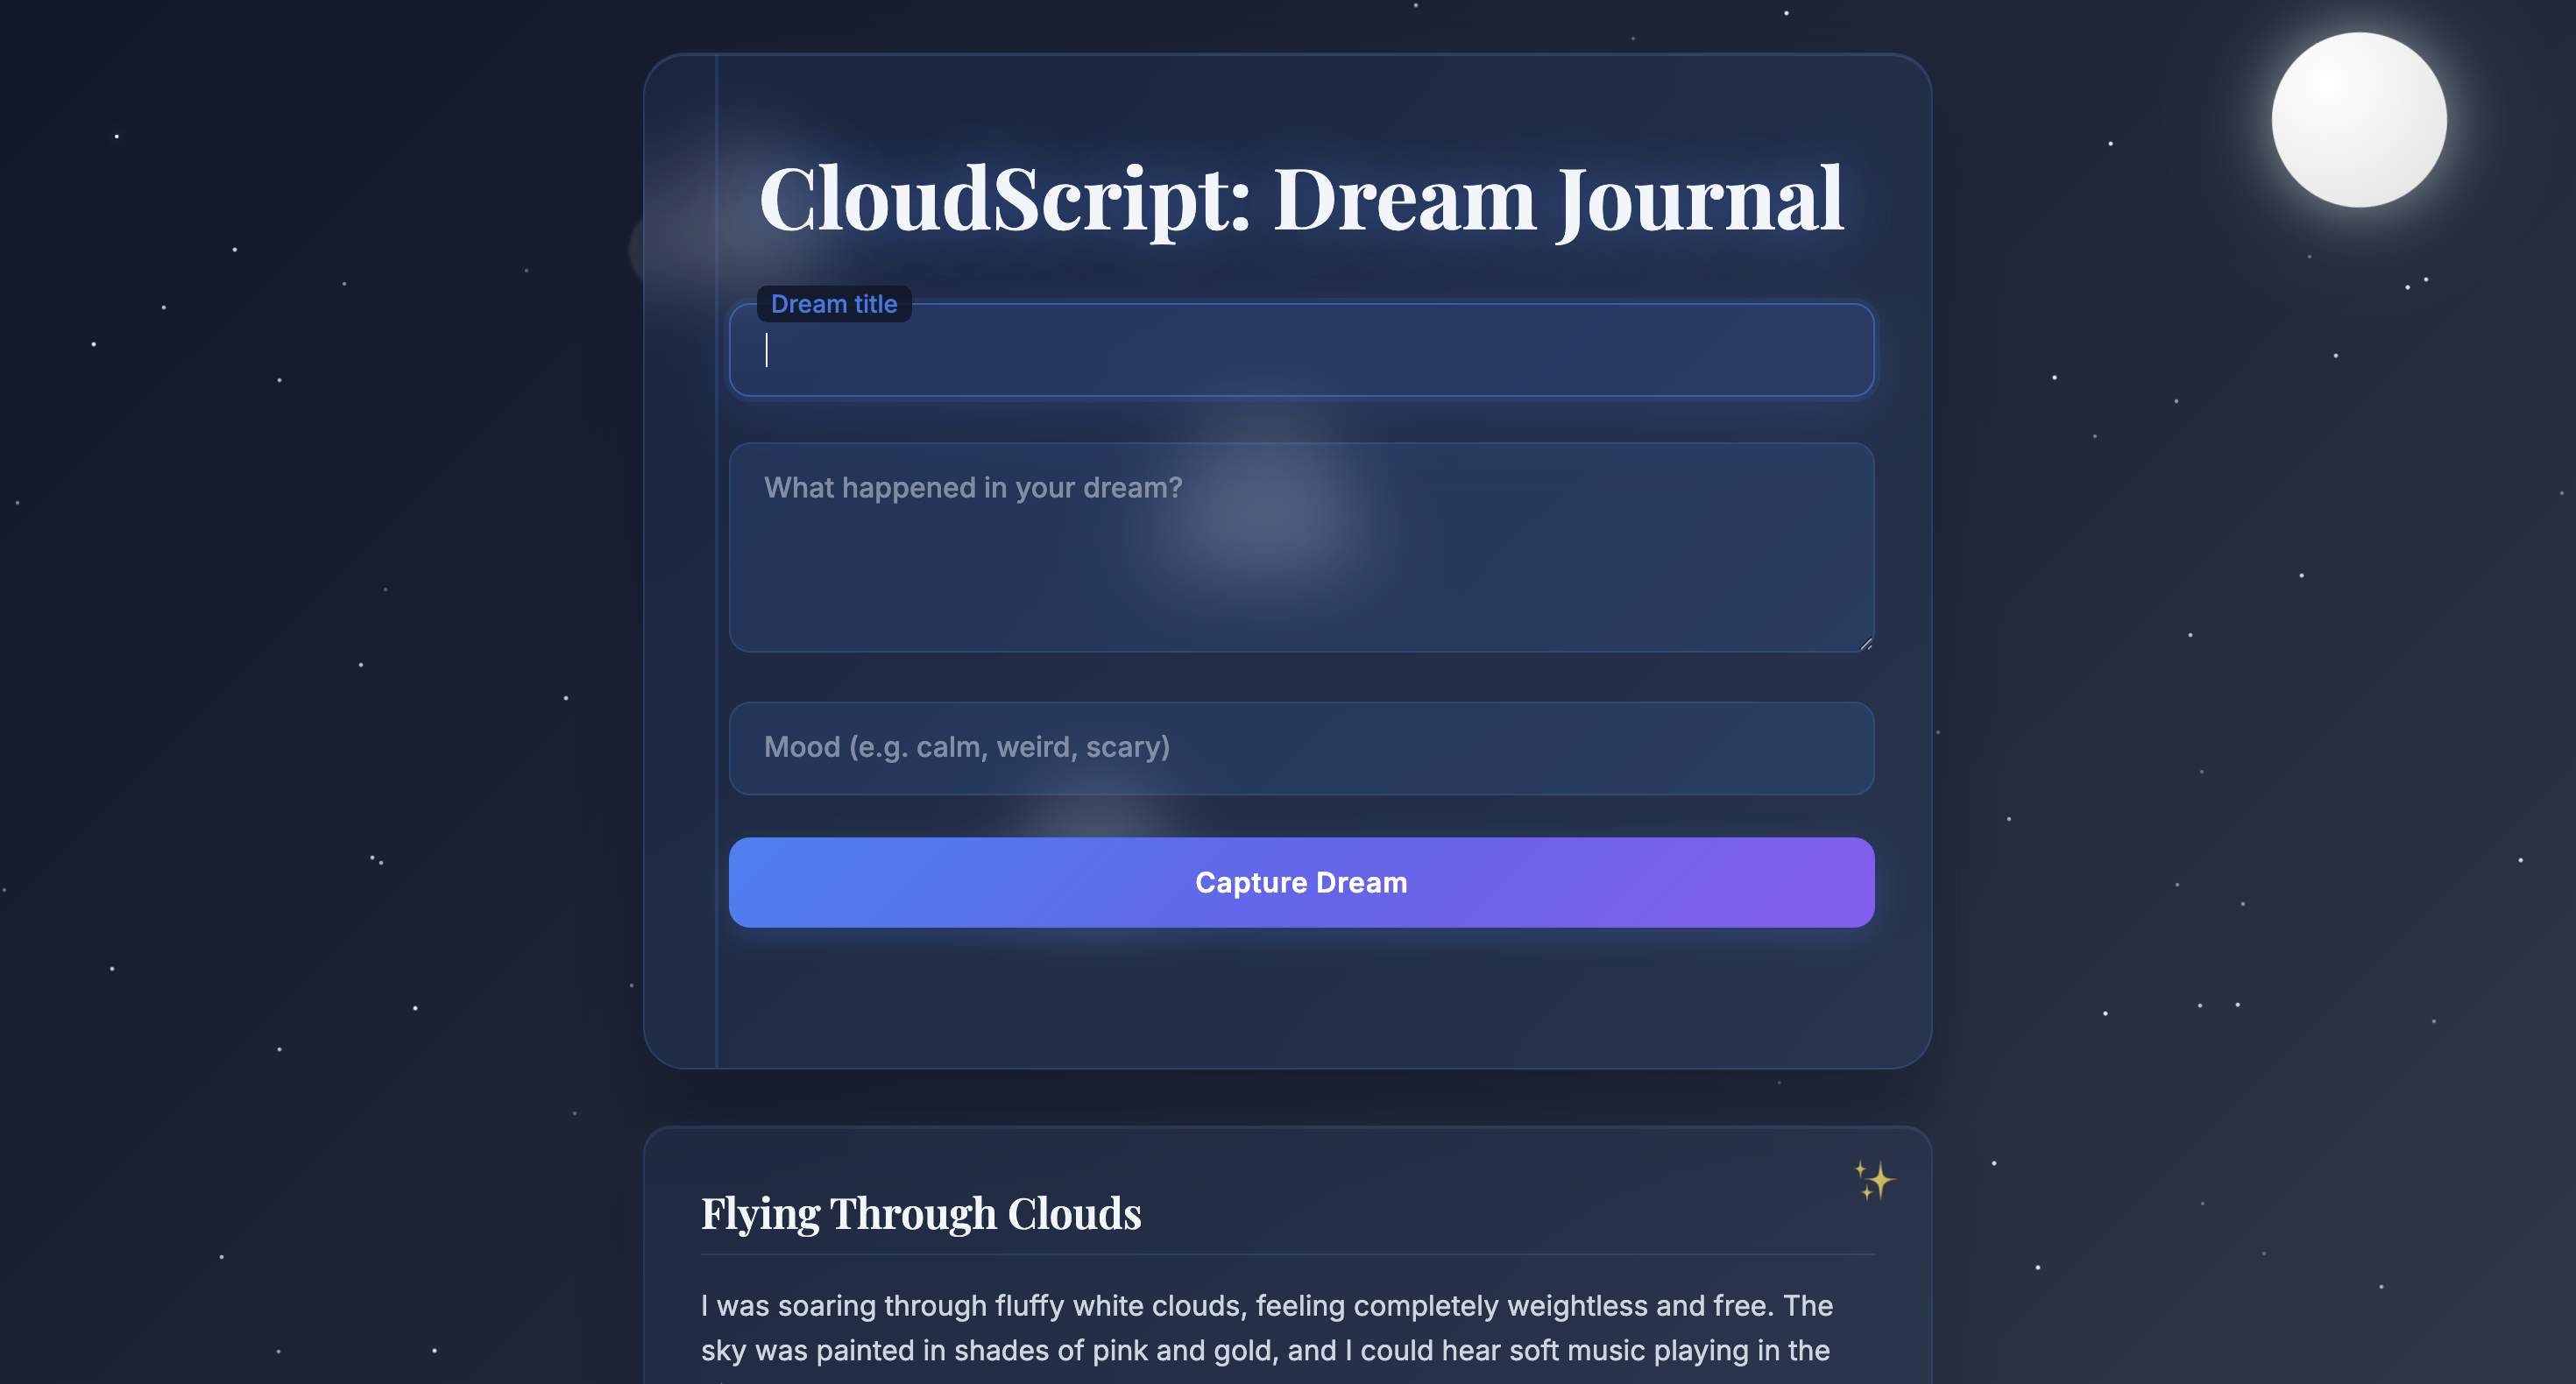 CloudScript: Dream Journal
Dream title
What happened in your dream?
Mood (e.g. calm, weird, scary)
Capture Dream
Flying Through Clouds
I was soaring through fluffy white clouds, feeling completely weightless and free. The
sky was painted in shades of pink and gold, and I could hear soft music playing in the